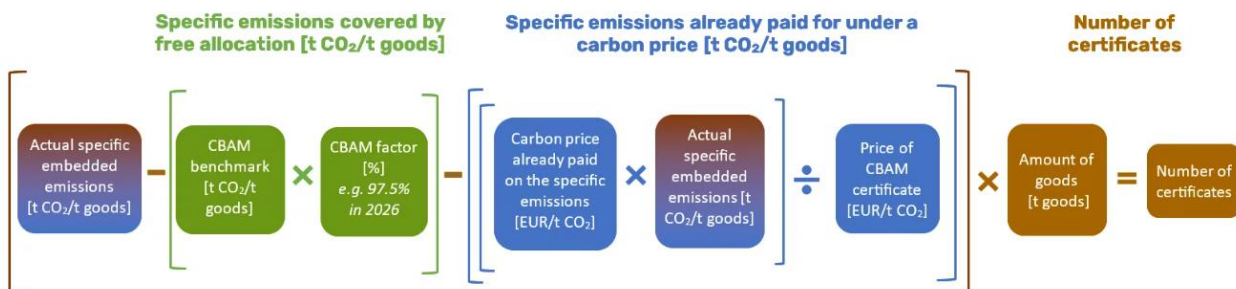 Specific emissions covered by
free allocation [t CO₂/t goods]
Specific emissions already paid for under a
carbon price [t CO₂/t goods]
Number of
certificates
Actual specific
embedded
emissions
[t CO₂/t goods]
−
CBAM
benchmark
[t CO₂/t
goods]
×
CBAM factor
[%]
e.g. 97.5%
in 2026
−
Carbon price
already paid
on the specific
emissions
[EUR/t CO₂]
×
Actual
specific
embedded
emissions [t
CO₂/t goods]
÷
Price of
CBAM
certificate
[EUR/t CO₂]
×
Amount of
goods
[t goods]
=
Number of
certificates